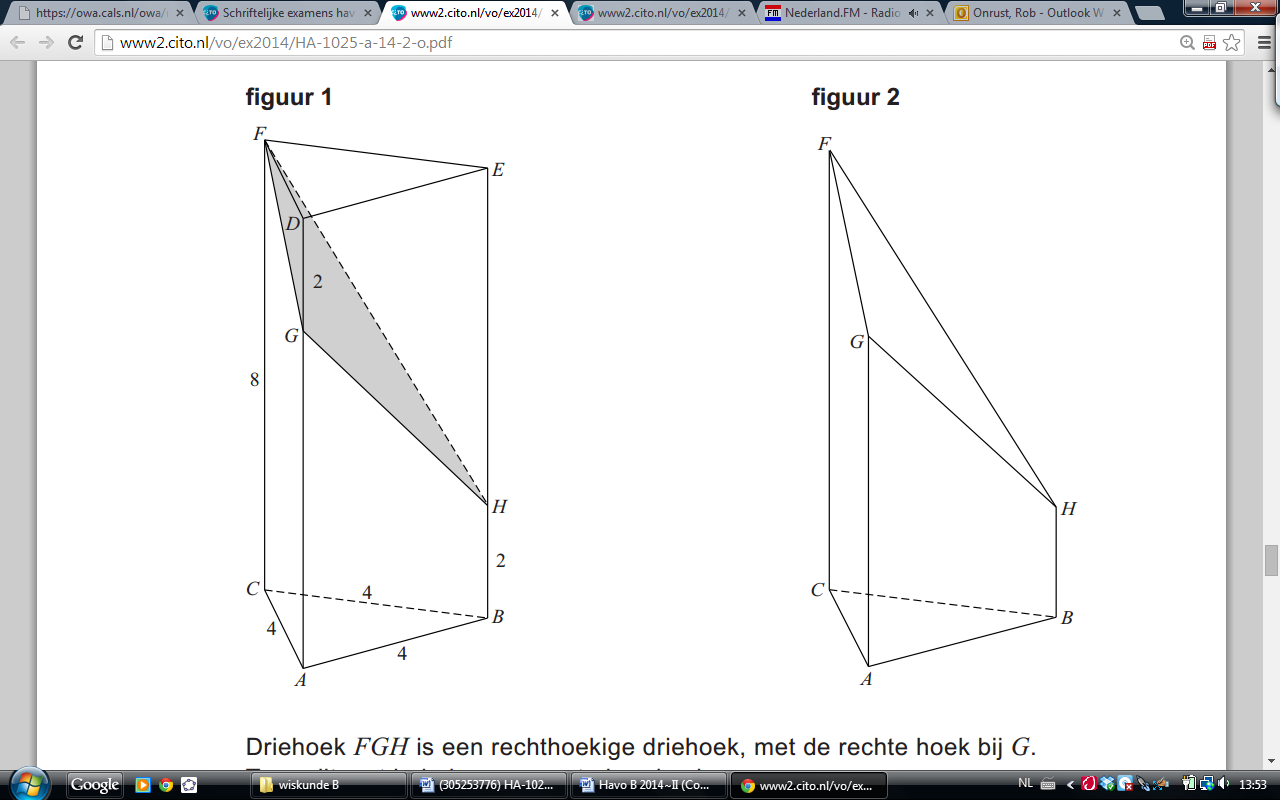 https://owa.cals.nl/owa/ Schriftelijke examens hav www2.cito.nl/vo/ex2014/ www2.cito.nl/vo/ex2014/ Nederland.FM - Radio Onrust, Rob - Outlook W
www2.cito.nl/vo/ex2014/HA-1025-a-14-2-o.pdf
figuur 1
F
E
D
2
G
8
H
2
C
4
B
4
4
A
figuur 2
F
G
H
C
B
A
Driehoek FGH is een rechthoekige driehoek, met de rechte hoek bij G.
Google wiskunde B (305253776) HA-102... Havo B 2014~II (Co... www2.cito.nl/vo/ex... NL 13:53